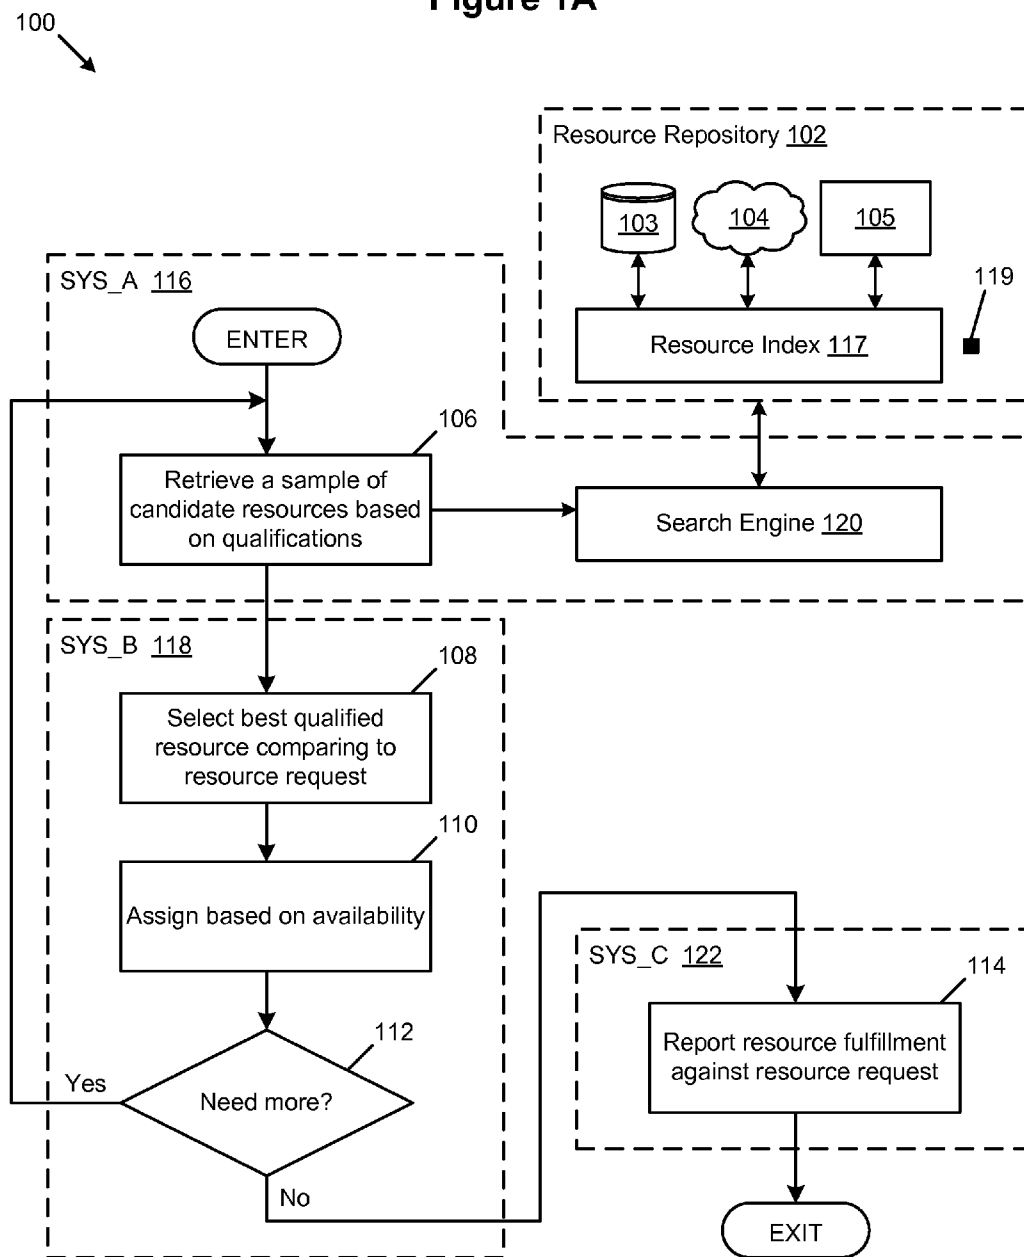 Figure 1A
100
Resource Repository 102
103
104
105
119
SYS_A 116
ENTER
Resource Index 117
106
Retrieve a sample of
candidate resources based
on qualifications
Search Engine 120
SYS_B 118
108
Select best qualified
resource comparing to
resource request
110
Assign based on availability
SYS_C 122
114
112
Report resource fulfillment
against resource request
Yes
Need more?
No
EXIT